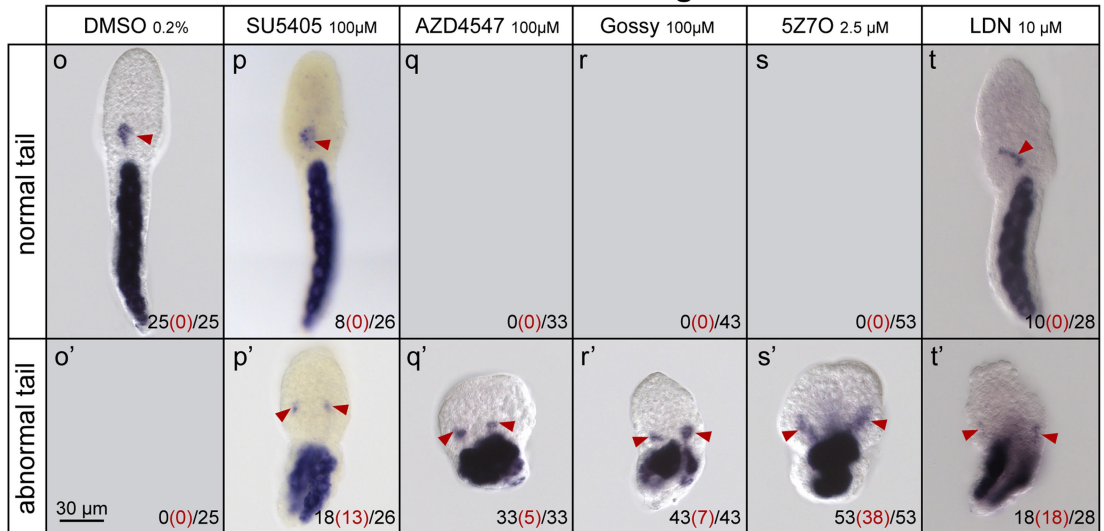 DMSO 0.2%
SU5405 100µM
AZD4547 100µM
Gossy 100µM
5Z7O 2.5 µM
LDN 10 µM
normal tail
o
25(0)/25
p
8(0)/26
q
0(0)/33
r
0(0)/43
s
0(0)/53
t
10(0)/28
abnormal tail
o’
30 µm
0(0)/25
p’
18(13)/26
q’
33(5)/33
r’
43(7)/43
s’
53(38)/53
t’
18(18)/28